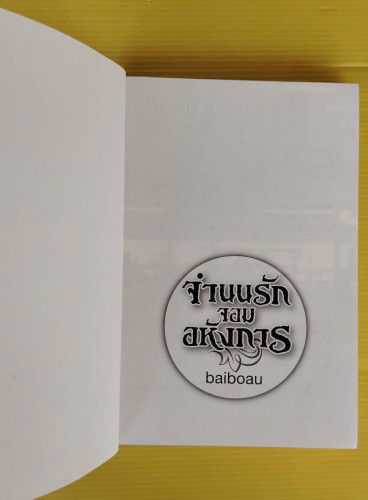 จำนนรัก
จอม
อหังการ
baiboau